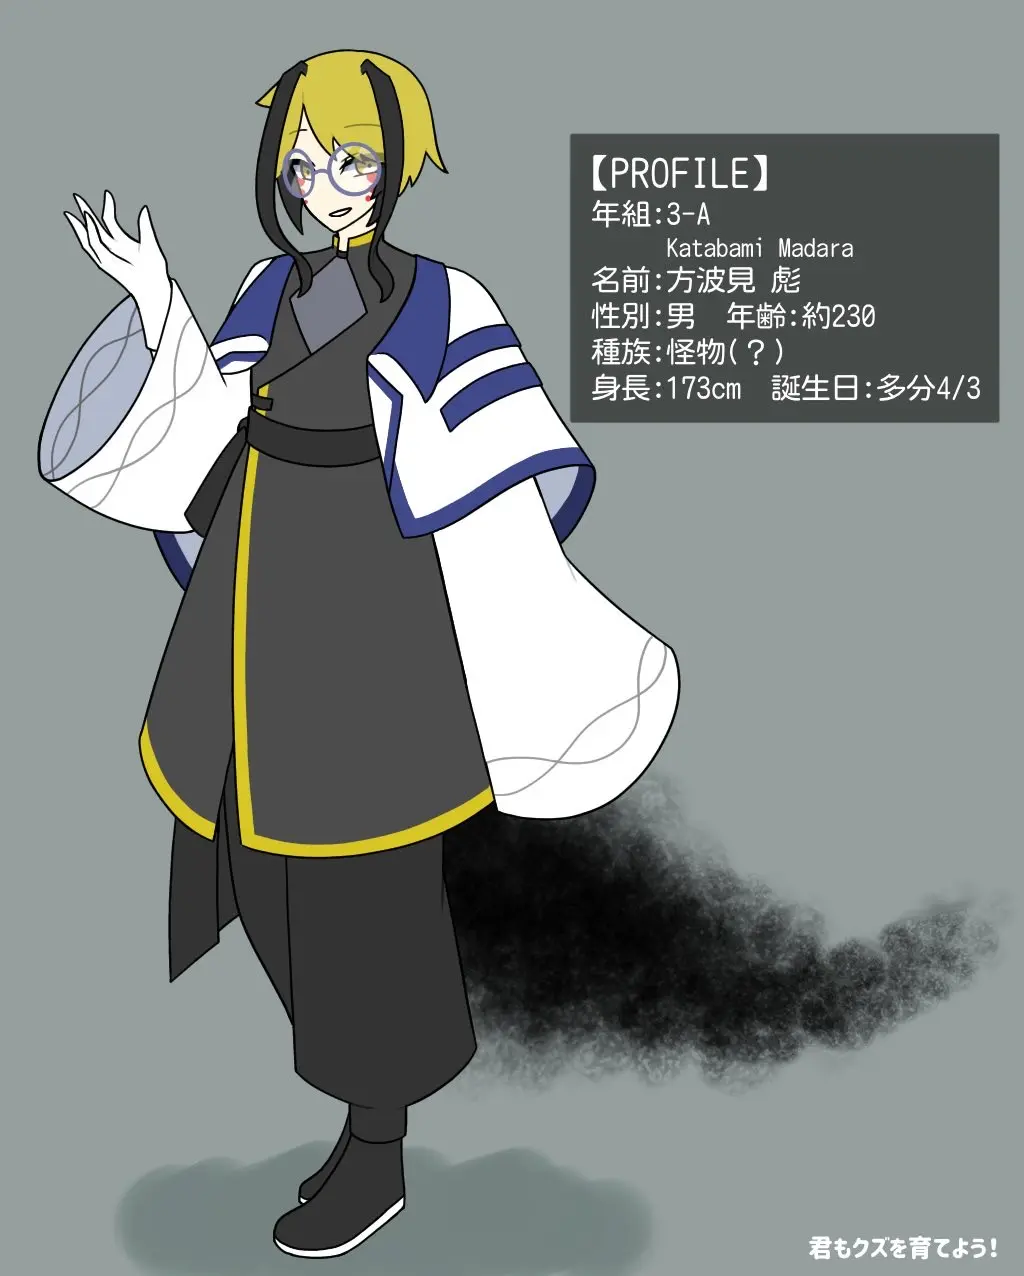 【PROFILE】
年組:3-A
Katabami Madara
名前:方波見 彪
性別:男 年齢:約230
種族:怪物(？)
身長:173cm 誕生日:多分4/3
君もクズを育てよう！